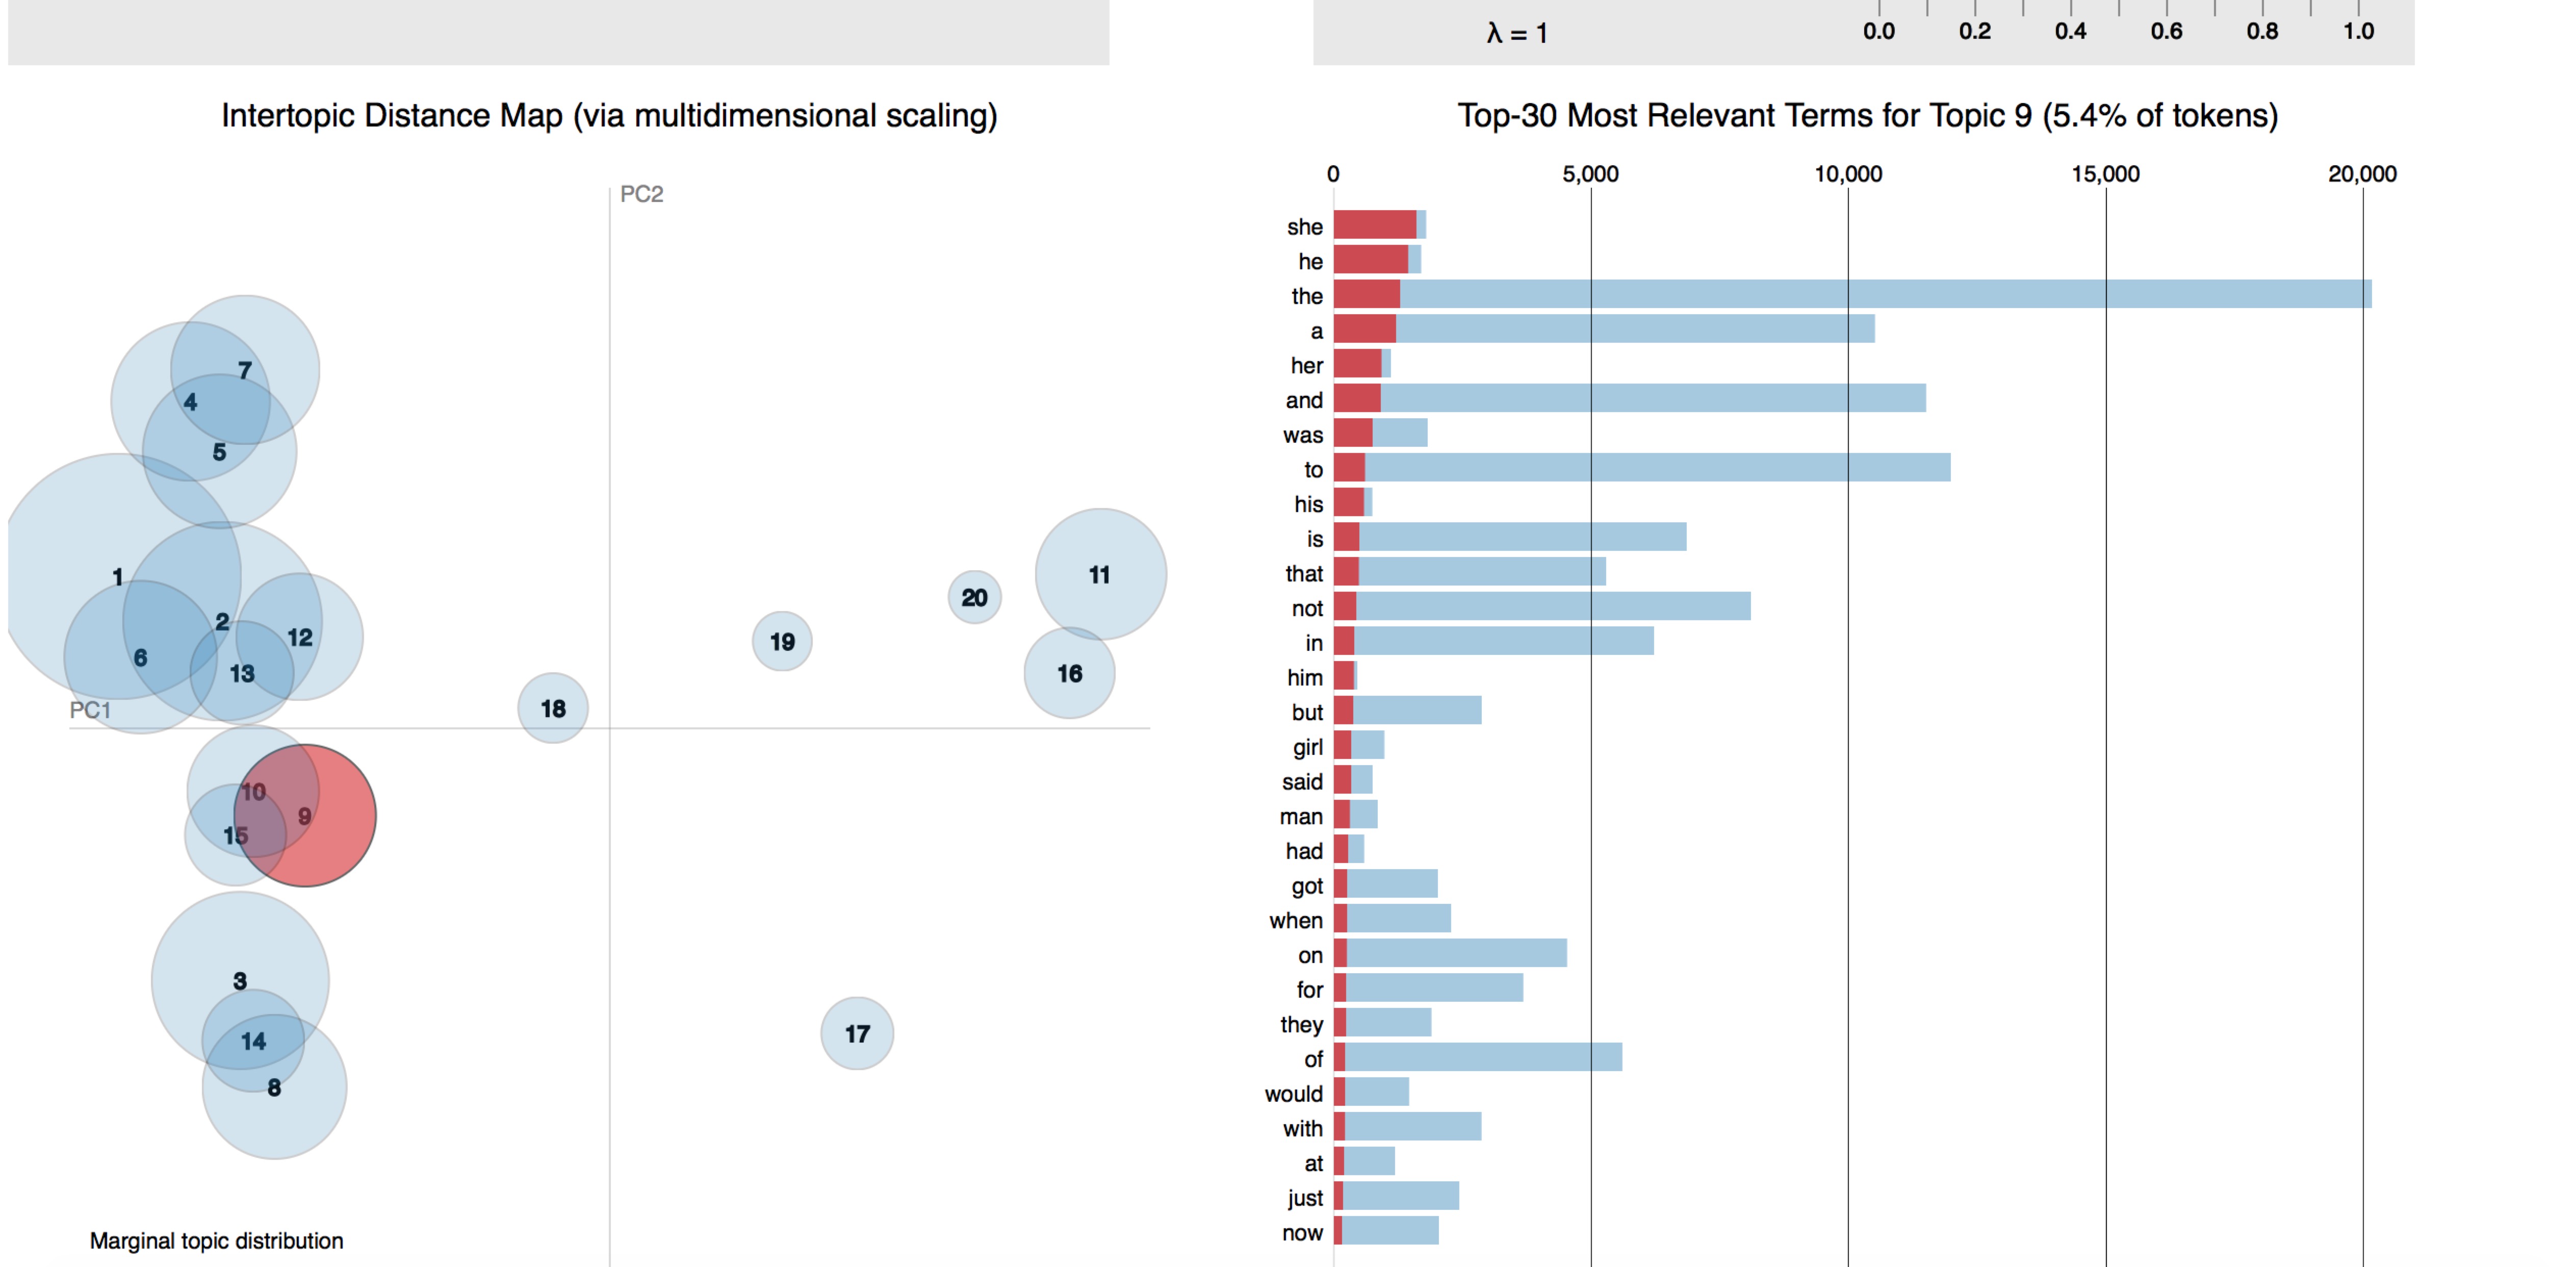 λ = 1
0.0 0.2 0.4 0.6 0.8 1.0
Intertopic Distance Map (via multidimensional scaling)
PC2
7
4
5
1
2
12
6
13
PC1
18
19
20
11
16
10
9
15
3
14
8
17
Marginal topic distribution
Top-30 Most Relevant Terms for Topic 9 (5.4% of tokens)
0 5,000 10,000 15,000 20,000
she
he
the
a
her
and
was
to
his
is
that
not
in
him
but
girl
said
man
had
got
when
on
for
they
of
would
with
at
just
now